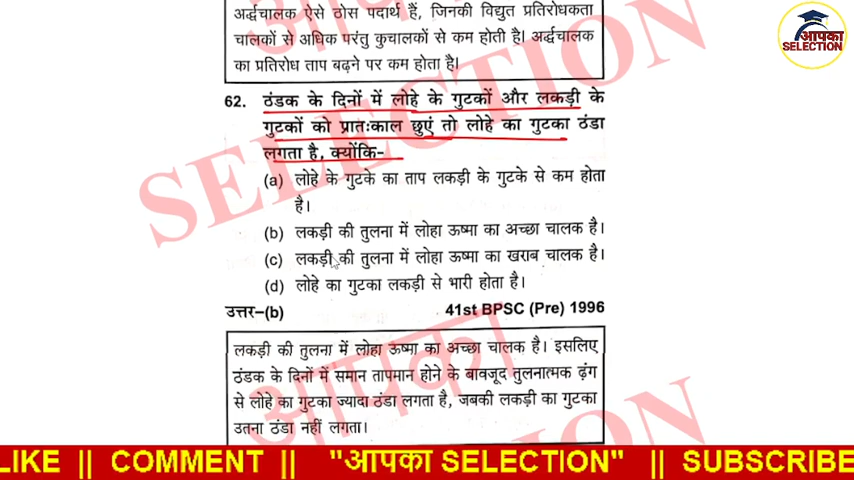 अर्द्धचालक ऐसे ठोस पदार्थ हैं, जिनकी विद्युत प्रतिरोधकता
चालकों से अधिक परंतु कुचालकों से कम होती है। अर्द्धचालक
का प्रतिरोध ताप बढ़ने पर कम होता है।
आपका
SELECTION
62. ठंडक के दिनों में लोहे के गुटकों और लकड़ी के
गुटकों को प्रातःकाल छुएं तो लोहे का गुटका ठंडा
लगता है, क्योंकि-
(a) लोहे के गुटके का ताप लकड़ी के गुटके से कम होता
है।
(b) लकड़ी की तुलना में लोहा ऊष्मा का अच्छा चालक है।
(c) लकड़ी की तुलना में लोहा ऊष्मा का खराब चालक है।
(d) लोहे का गुटका लकड़ी से भारी होता है।
उत्तर-(b) 41st BPSC (Pre) 1996
लकड़ी की तुलना में लोहा ऊष्मा का अच्छा चालक है। इसलिए
ठंडक के दिनों में समान तापमान होने के बावजूद तुलनात्मक ढ़ंग
से लोहे का गुटका ज्यादा ठंडा लगता है, जबकी लकड़ी का गुटका
उतना ठंडा नहीं लगता।
आपका
SELECTION
आपका
SELECTION
LIKE || COMMENT || "आपका SELECTION" || SUBSCRIBE